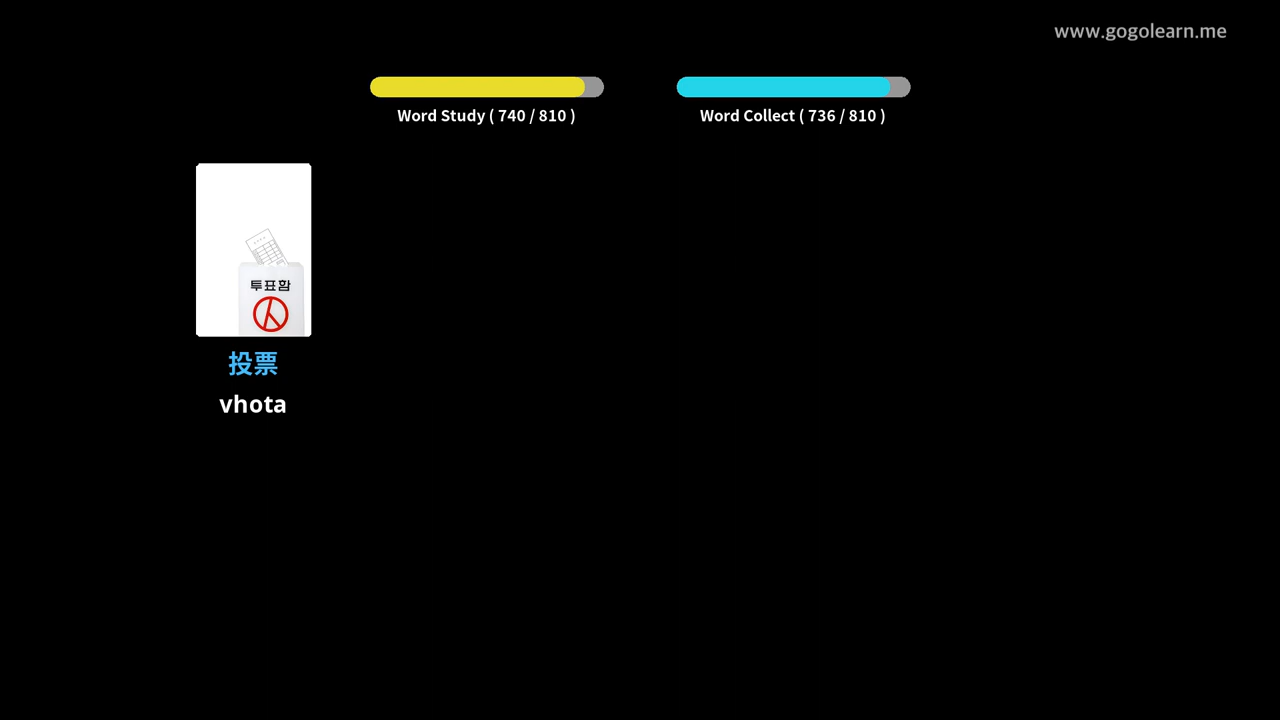 www.gogolearn.me
Word Study ( 740 / 810 )
Word Collect ( 736 / 810 )
투표함
投票
vhota